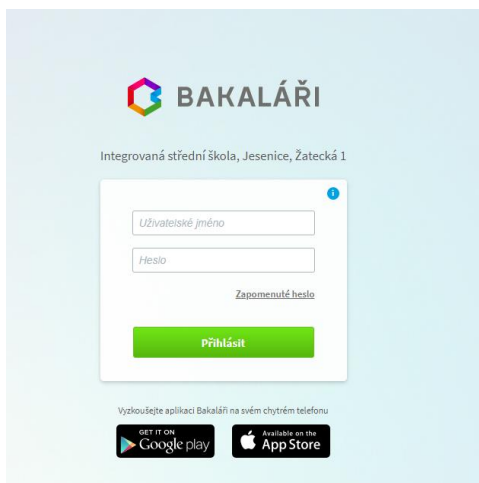 BAKALÁŘI
Integrovaná střední škola, Jesenice, Žatecká 1
i
Uživatelské jméno
Heslo
Zapomenuté heslo
Přihlásit
Vyzkoušejte aplikaci Bakaláři na svém chytrém telefonu
GET IT ON
Google play
Available on the
App Store